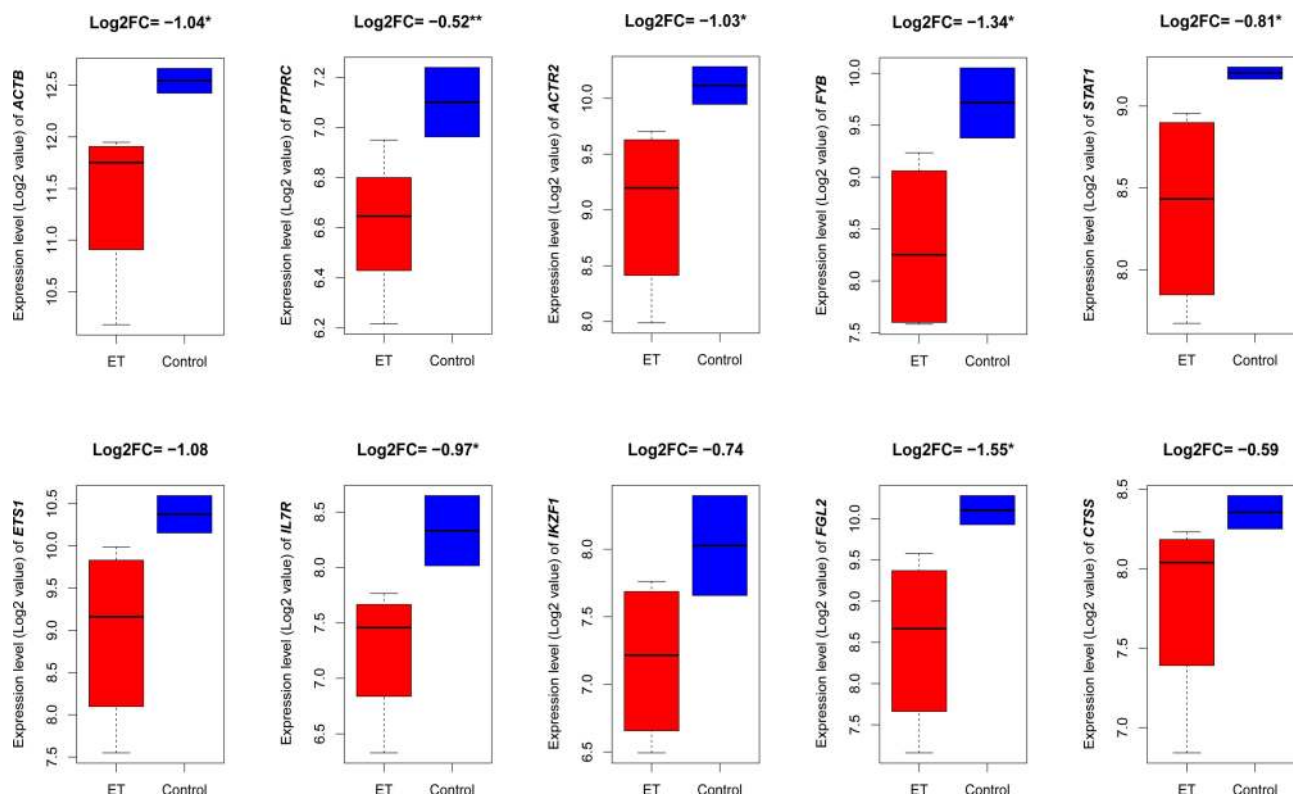 Log2FC= −1.04*
Expression level (Log2 value) of ACTB
12.5
12.0
11.5
11.0
10.5
ET
Control
Log2FC= −0.52**
Expression level (Log2 value) of PTPRC
7.2
7.0
6.8
6.6
6.4
6.2
ET
Control
Log2FC= −1.03*
Expression level (Log2 value) of ACTR2
10.0
9.5
9.0
8.5
8.0
ET
Control
Log2FC= −1.34*
Expression level (Log2 value) of FYB
10.0
9.5
9.0
8.5
8.0
7.5
ET
Control
Log2FC= −0.81*
Expression level (Log2 value) of STAT1
9.0
8.5
8.0
ET
Control
Log2FC= −1.08
Expression level (Log2 value) of ETS1
10.5
10.0
9.5
9.0
8.5
8.0
7.5
ET
Control
Log2FC= −0.97*
Expression level (Log2 value) of IL7R
8.5
8.0
7.5
7.0
6.5
ET
Control
Log2FC= −0.74
Expression level (Log2 value) of IKZF1
8.0
7.5
7.0
6.5
ET
Control
Log2FC= −1.55*
Expression level (Log2 value) of FGL2
10.0
9.5
9.0
8.5
8.0
7.5
ET
Control
Log2FC= −0.59
Expression level (Log2 value) of CTSS
8.5
8.0
7.5
7.0
ET
Control